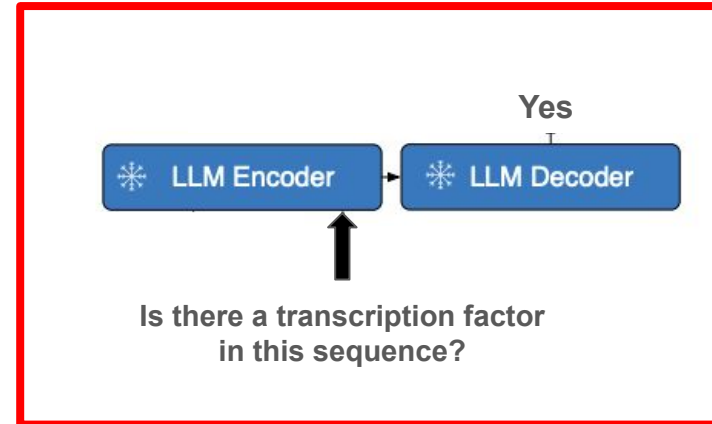 Yes
LLM Encoder
LLM Decoder
Is there a transcription factor
in this sequence?